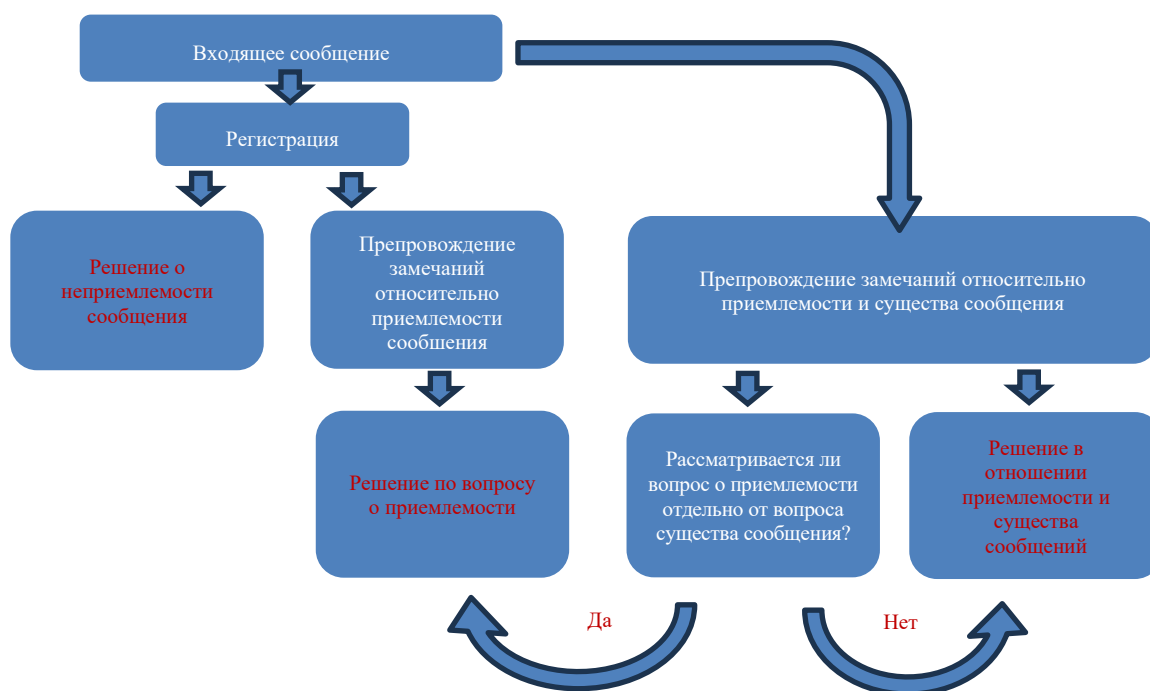 Входящее сообщение
Регистрация
Решение о
неприемлемости
сообщения
Препровождение
замечаний
относительно
приемлемости
сообшения
Препровождение замечаний относительно
приемлемости и существа сообщения
Решение по вопросу
о приемлемости
Рассматривается ли
вопрос о приемлемости
отдельно от вопроса
существа сообщения?
Решение в
отношении
приемлемости и
существа
сообщений
Да
Нет